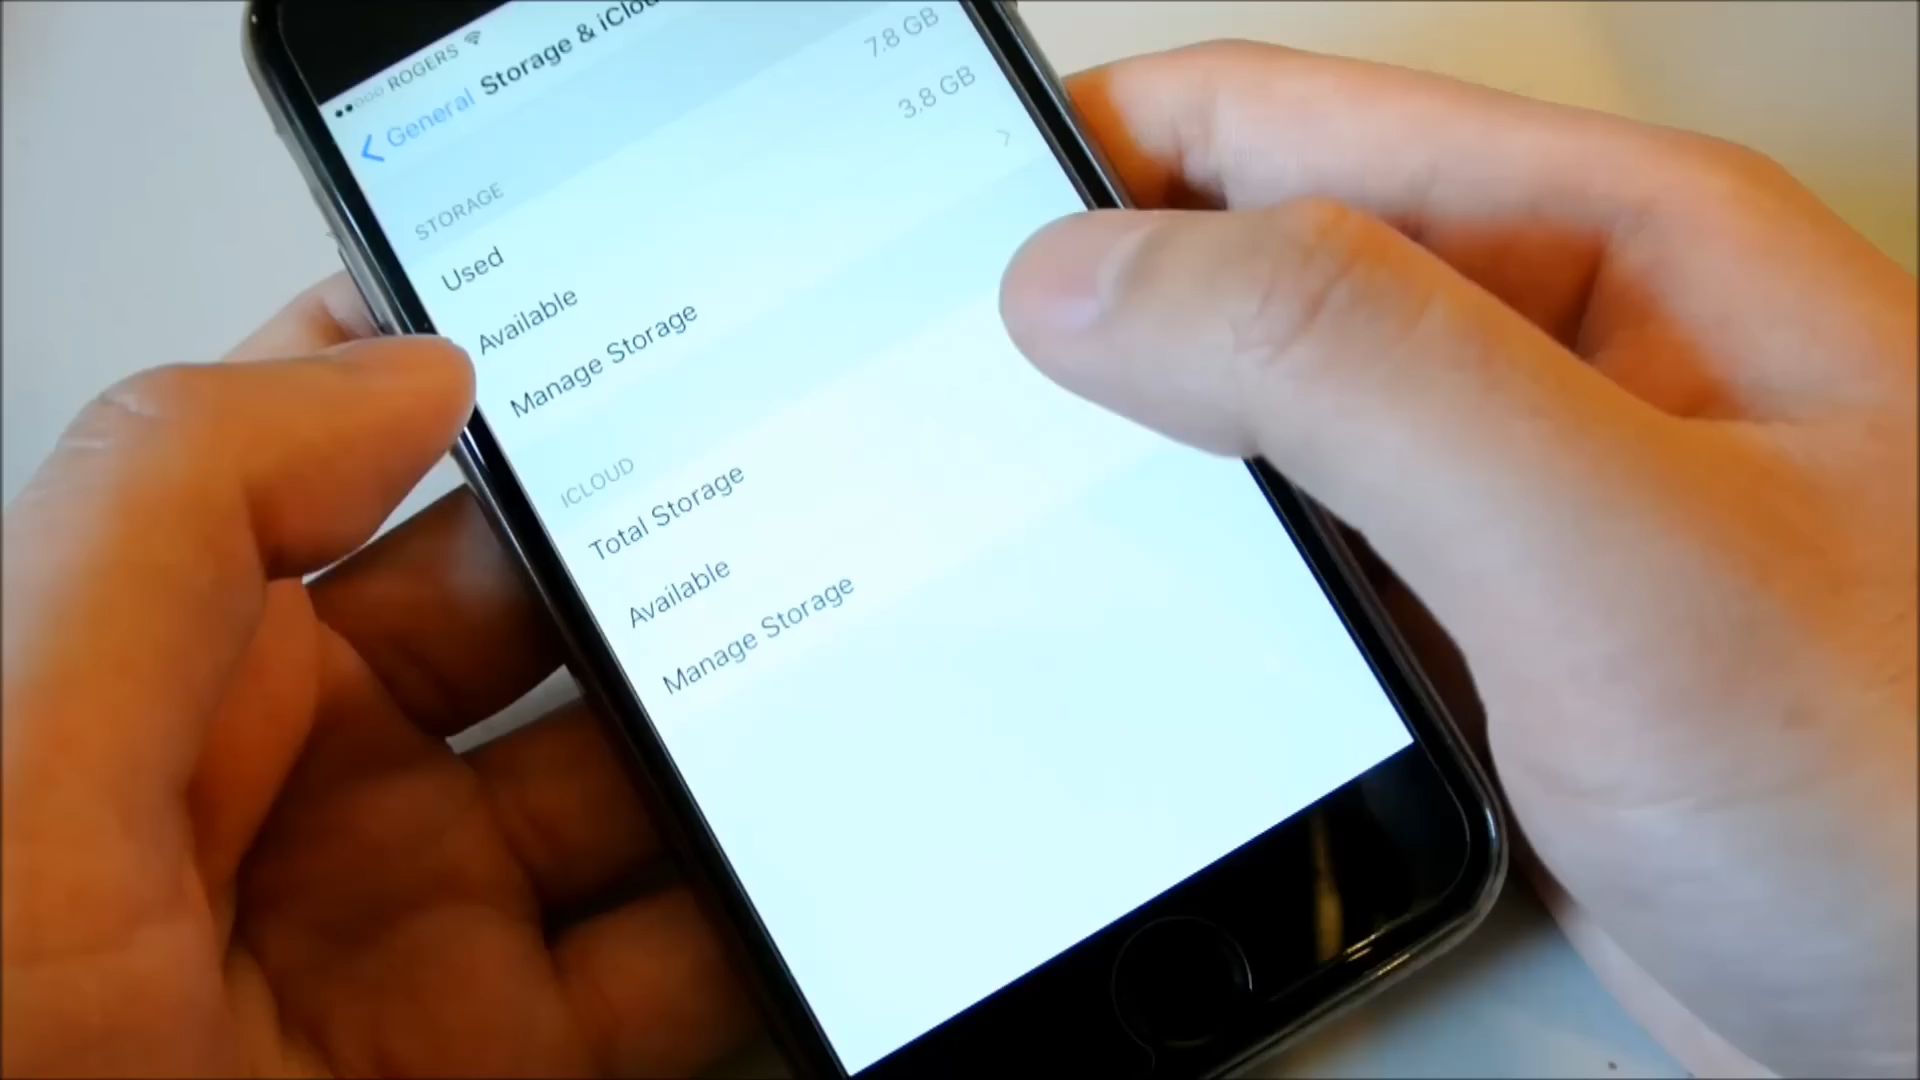 ROGERS
General Storage & iClou
STORAGE
Used 7.8 GB
Available 3.8 GB
Manage Storage
ICLOUD
Total Storage
Available
Manage Storage